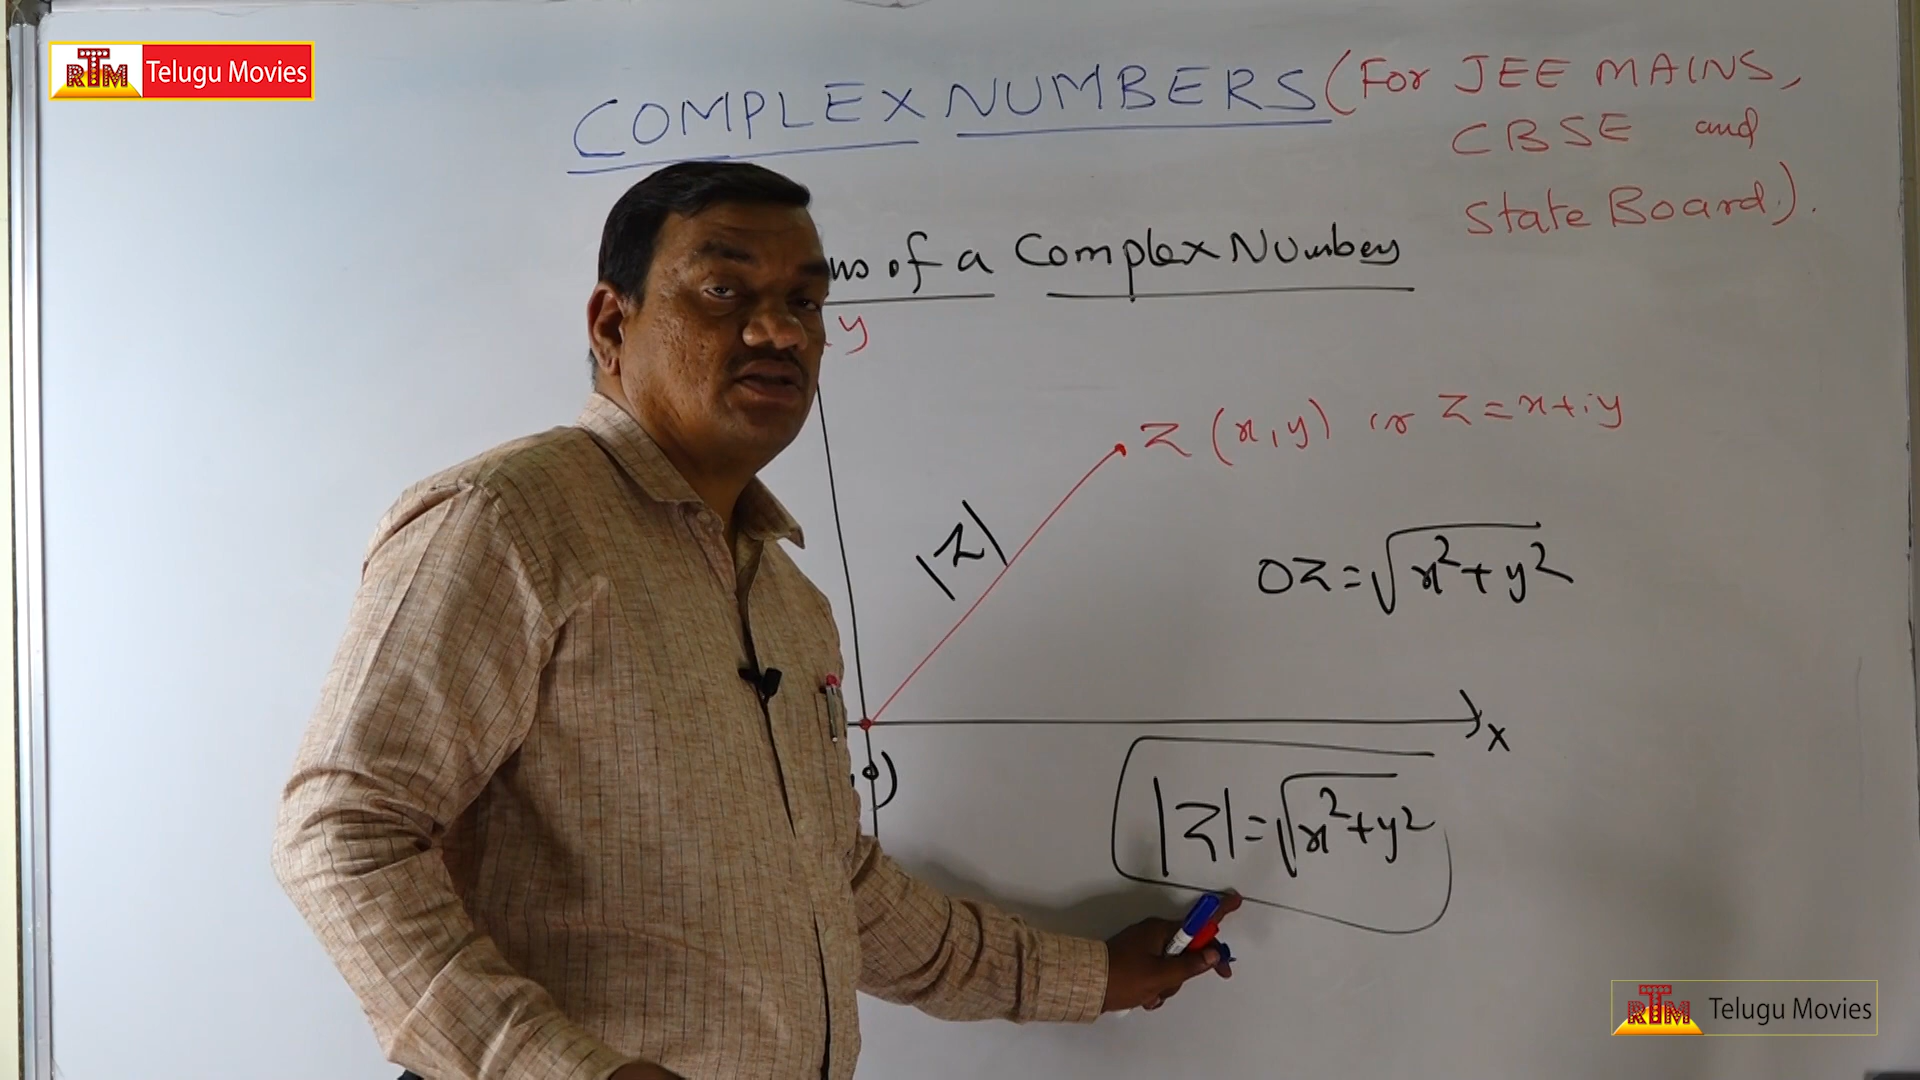 RTM Telugu Movies
COMPLEX NUMBERS (For JEE MAINS,
CBSE and
State Board).
of a Complex Number
y
Z (x,y) or Z=x+iy
|Z|
OZ=√x²+y²
x
|Z|=√x²+y²
RTM Telugu Movies